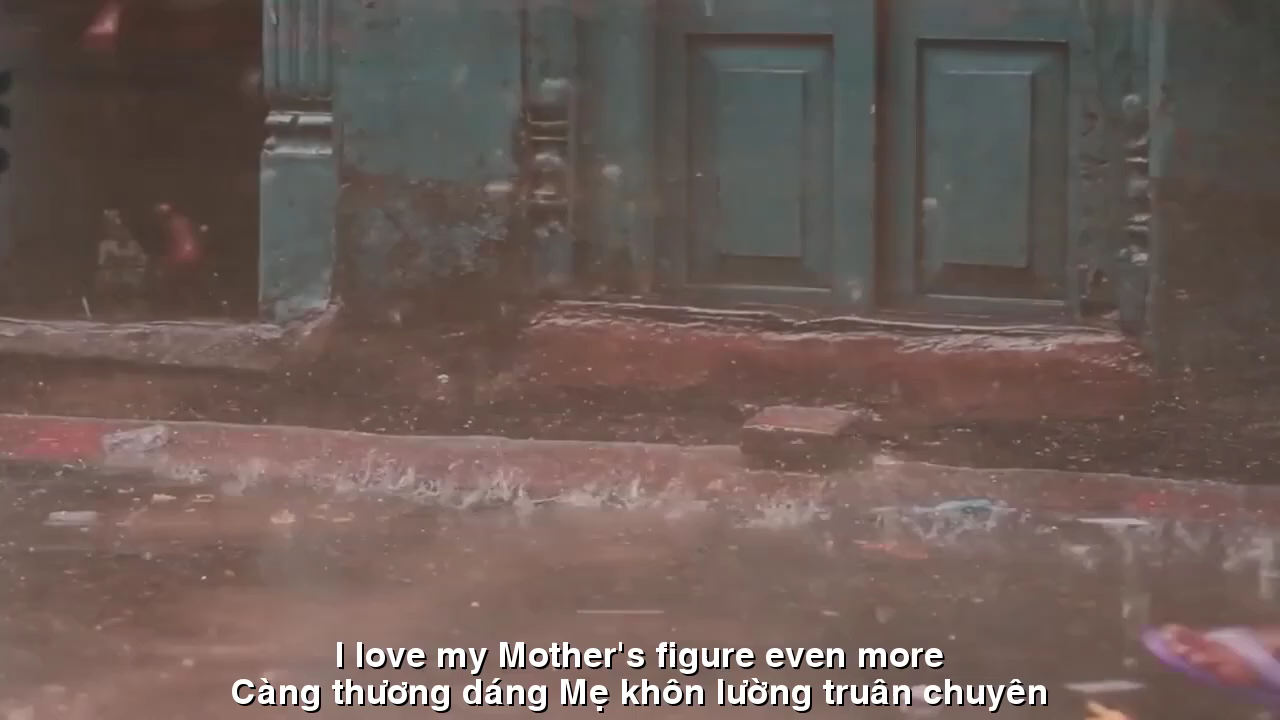 I love my Mother's figure even more
Càng thương dáng Mẹ khôn lường truân chuyên